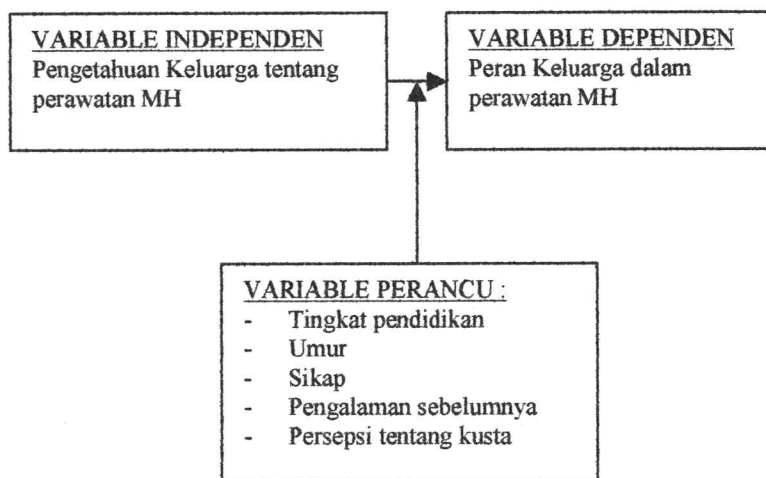 VARIABLE INDEPENDEN
Pengetahuan Keluarga tentang
perawatan MH
VARIABLE DEPENDEN
Peran Keluarga dalam
perawatan MH
VARIABLE PERANCU :
- Tingkat pendidikan
- Umur
- Sikap
- Pengalaman sebelumnya
- Persepsi tentang kusta